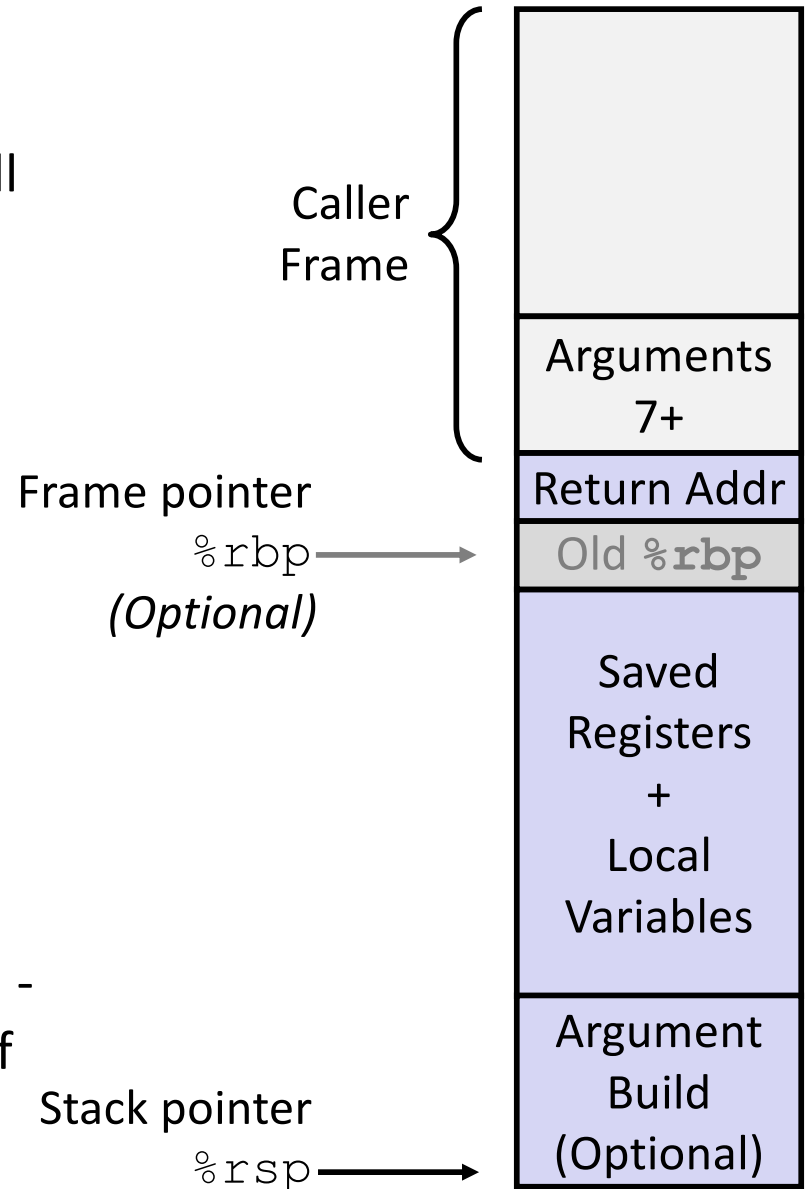 ll
Caller
Frame
Arguments
7+
Return Addr
Frame pointer
%rbp
(Optional)
Old %rbp
Saved
Registers
+
Local
Variables
-
f
Argument
Build
(Optional)
Stack pointer
%rsp